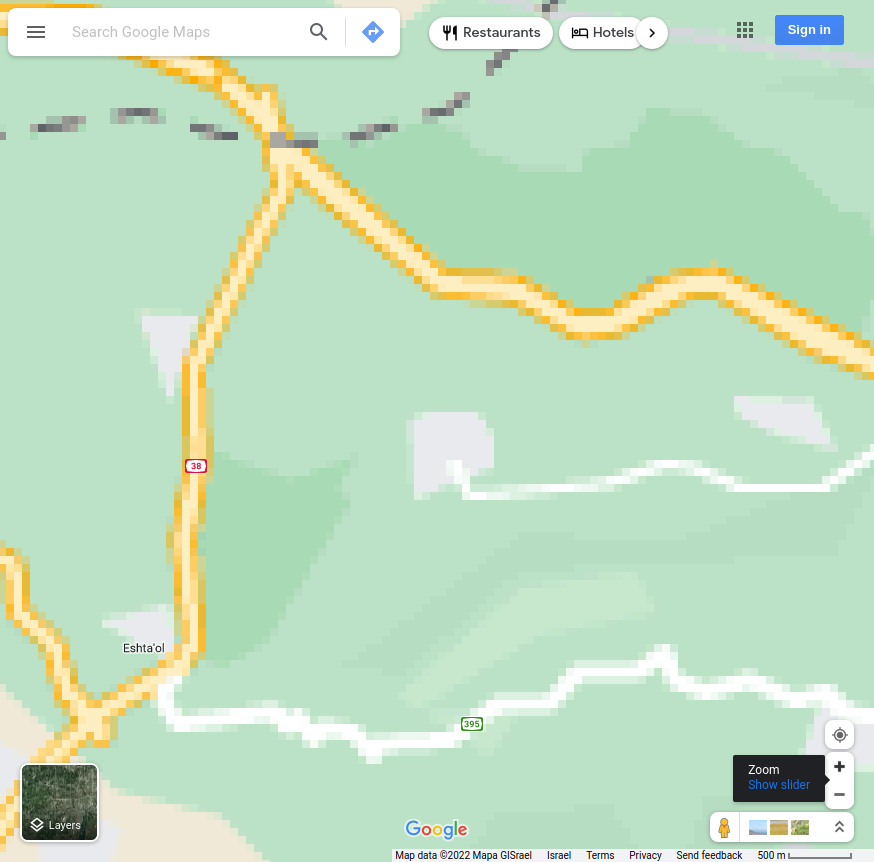 Search Google Maps
Restaurants
Hotels
Sign in
38
Eshta'ol
395
Zoom
Show slider
Layers
Google
Map data ©2022 Mapa GISrael Israel Terms Privacy Send feedback 500 m